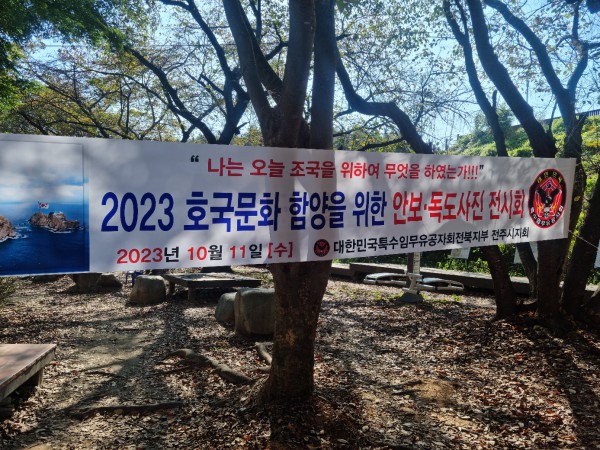 “ 나는 오늘 조국을 위하여 무엇을 하였는가!!!”
2023 호국문화 함양을 위한 안보·독도사진 전시회
2023년 10월 11일 [수] 대한민국특수임무유공자회전북지부 전주시지회